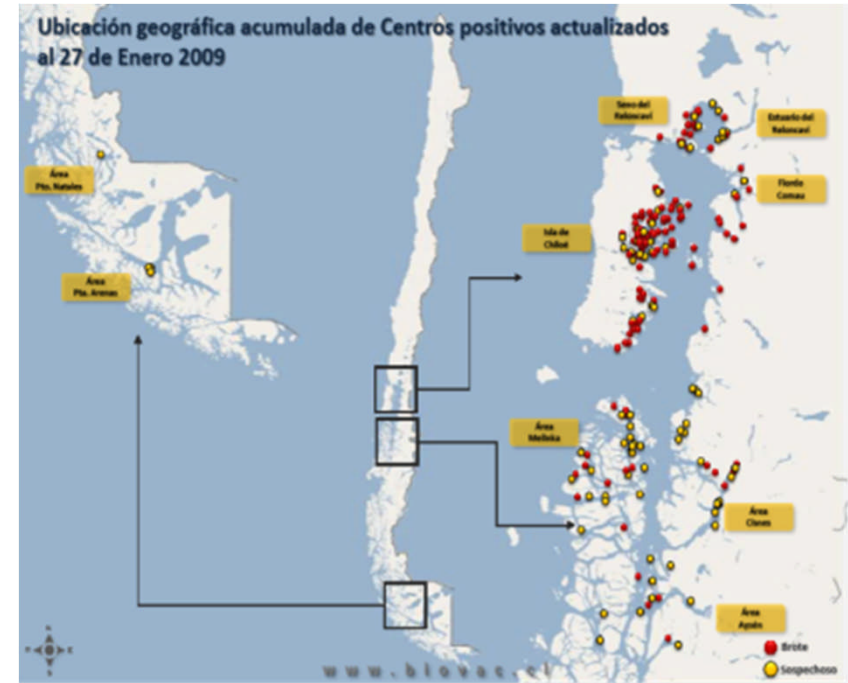 Ubicación geográfica acumulada de Centros positivos actualizados
al 27 de Enero 2009
Seno del
Reloncaví
Estuario del
Reloncaví
Área
Pto. Natales
Fiordo
Comau
Isla de
Chiloé
Área
Pta. Arenas
Área
Melinka
Área
Cisnes
Área
Aysén
Brote
Sospechoso
www.biovac.cl